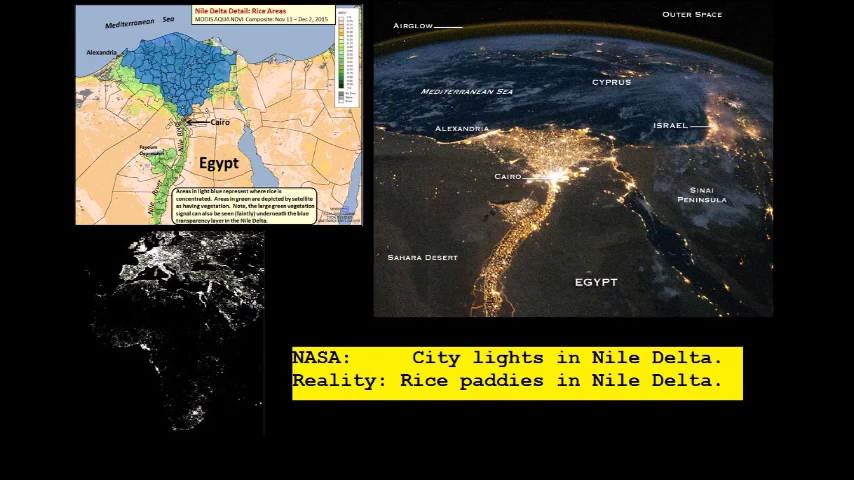 Nile Delta Detail: Rice Areas
MODIS AQUA NDVI Composite: Nov 11 – Dec 2, 2015
Mediterranean Sea
Alexandria
Cairo
Nile River
Fayoum
Depression
Egypt
Areas in light blue represent where rice is
concentrated. Areas in green are depicted by satellite
as having vegetation. Note, the large green vegetation
signal can also be seen (faintly) underneath the blue
transparency layer in the Nile Delta.
AIRGLOW
OUTER SPACE
CYPRUS
MEDITERRANEAN SEA
ALEXANDRIA
ISRAEL
CAIRO
SINAI
PENINSULA
SAHARA DESERT
EGYPT
NASA: City lights in Nile Delta.
Reality: Rice paddies in Nile Delta.